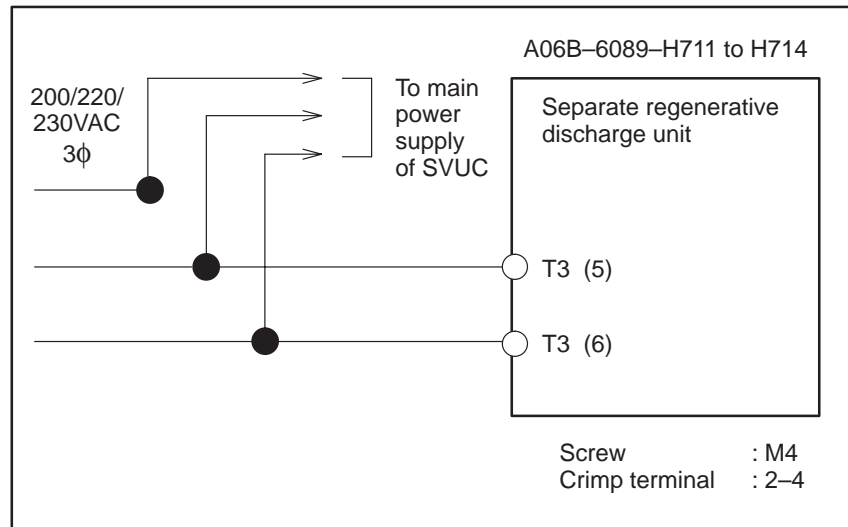 A06B–6089–H711 to H714
200/220/
230VAC
3ϕ
To main
power
supply
of SVUC
Separate regenerative
discharge unit
T3 (5)
T3 (6)
Screw : M4
Crimp terminal : 2–4